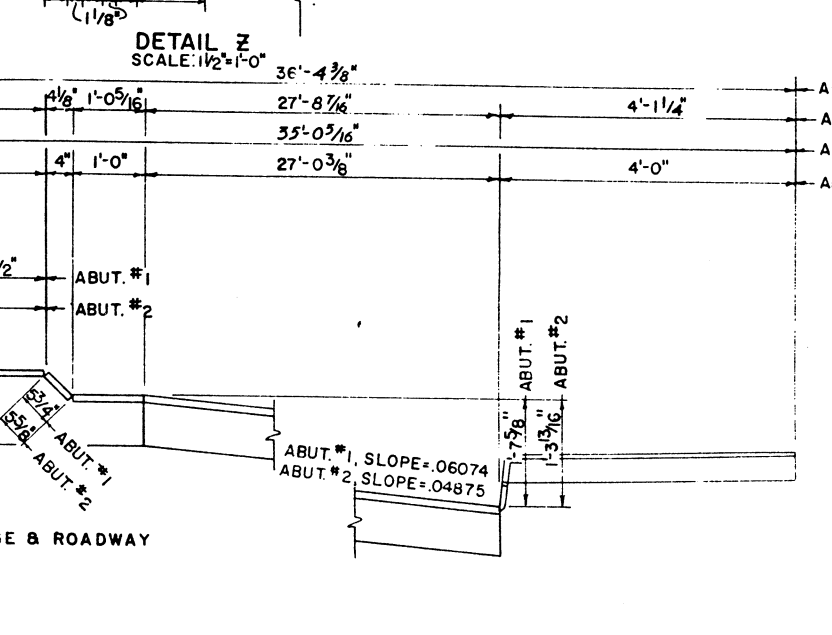 1 1/8"
DETAIL Z
SCALE: 1 1/2"=1'-0"
36'-4 3/8"
A
4 1/8" 1'-0 5/16" 27'-8 7/16" 4'-1 1/4"
A
35'-0 5/16"
A
4" 1'-0" 27'-0 3/8" 4'-0"
A
/2"
ABUT. #1
ABUT. #2
ABUT. #1
ABUT. #2
5 3/4"
5 5/8"
ABUT. #1
ABUT. #2
-7 5/8"
1'-3 13/16"
ABUT. #1, SLOPE=.06074
ABUT. #2, SLOPE=.04875
GE & ROADWAY